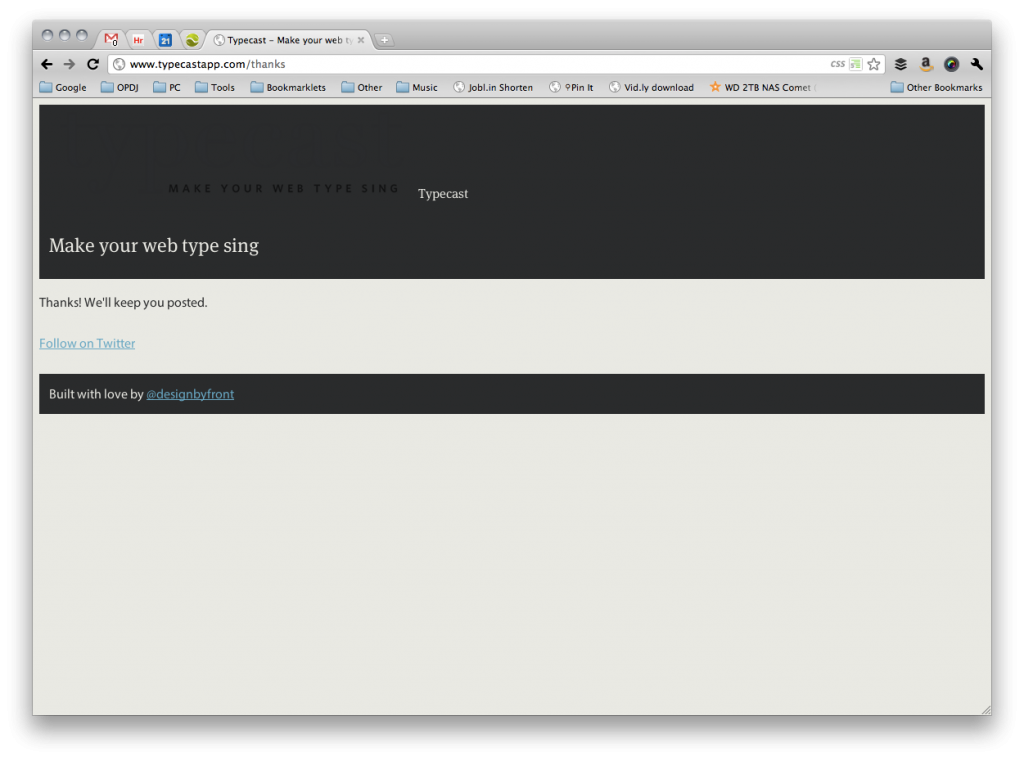 0
Hr
21
Typecast – Make your web ty
www.typecastapp.com/thanks
css
Google OPDJ PC Tools Bookmarklets Other Music Jobl.in Shorten Pin It Vid.ly download WD 2TB NAS Comet Other Bookmarks
MAKE YOUR WEB TYPE SING
Typecast
Make your web type sing
Thanks! We'll keep you posted.
Follow on Twitter
Built with love by @designbyfront